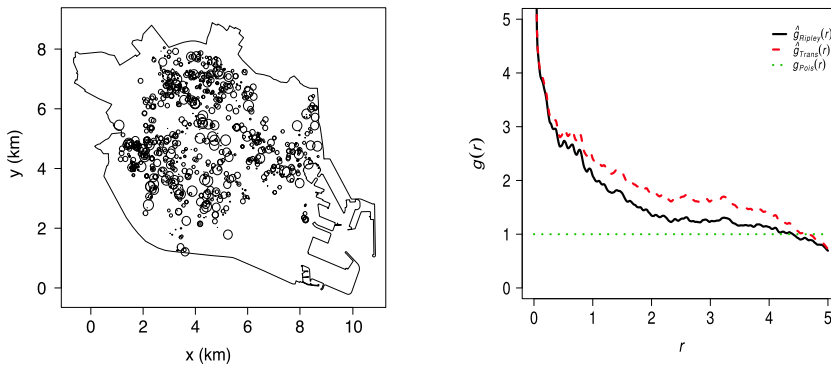 8
6
4
2
0
y (km)
0 2 4 6 8 10
x (km)
5
4
3
2
1
0
g(r)
0 1 2 3 4 5
r
ĝRipley(r)
ĝTrans(r)
gPois(r)